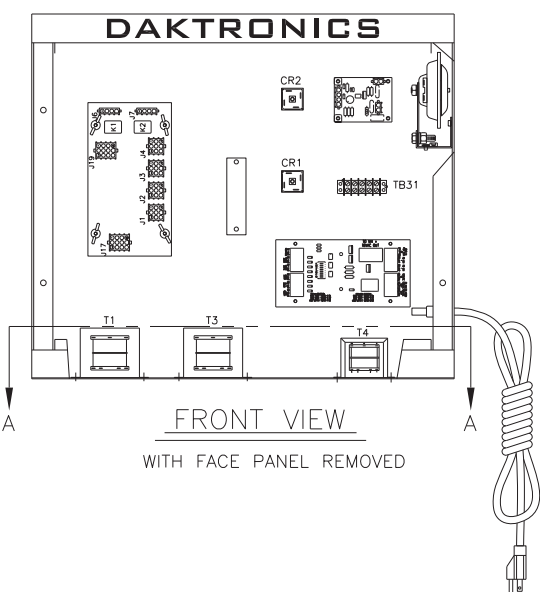 DAKTRONICS
CR2
J6
J7
K1
K2
J19
J4
J3
J2
J1
J17
CR1
TB31
T1
T3
T4
A
A
FRONT VIEW
WITH FACE PANEL REMOVED